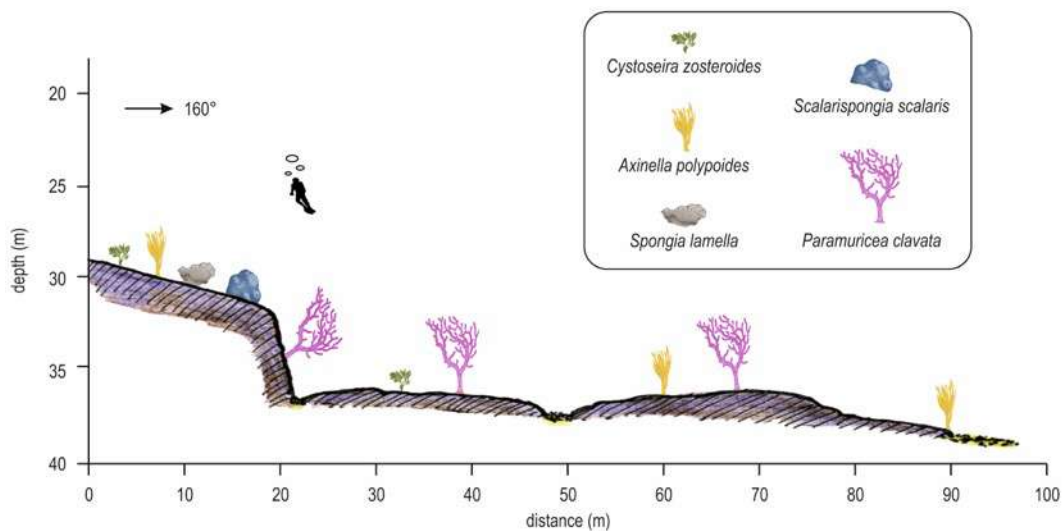 Cystoseira zosteroides
Scalarispongia scalaris
Axinella polypoides
Spongia lamella
Paramuricea clavata
160°
depth (m)
20
25
30
35
40
0 10 20 30 40 50 60 70 80 90 100
distance (m)